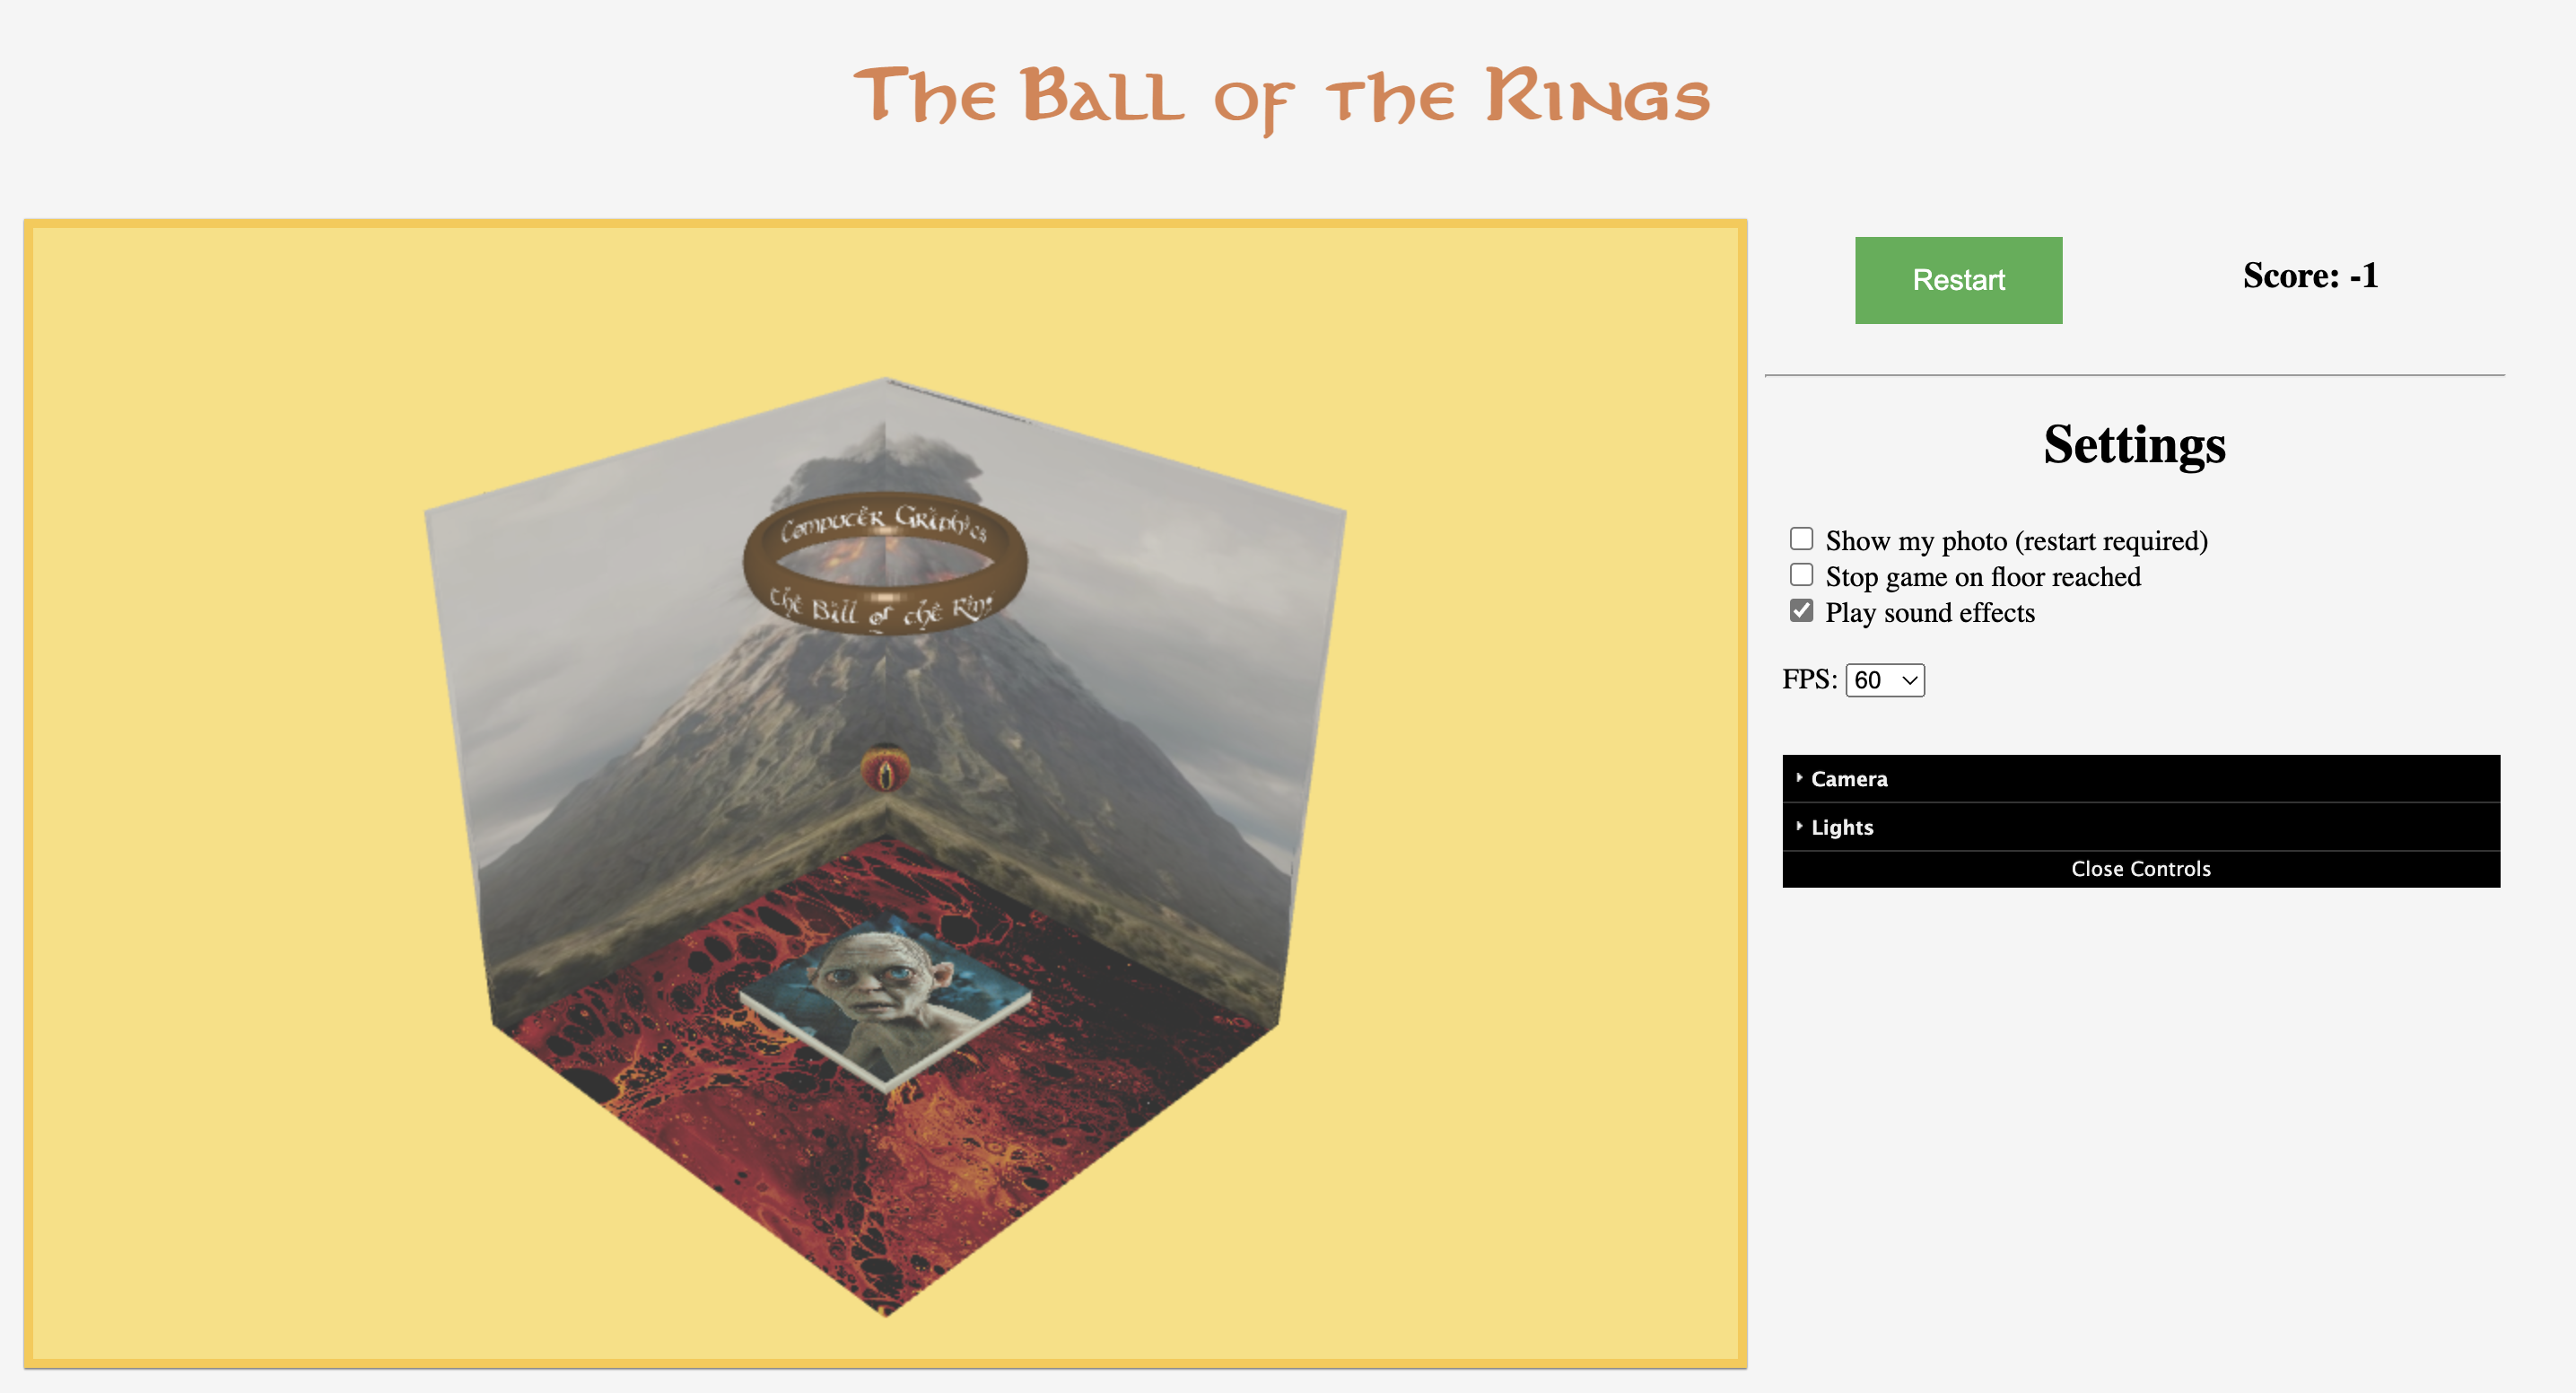 The Ball of the Rings
Restart
Score: -1
Settings
Show my photo (restart required)
Stop game on floor reached
Play sound effects
FPS: 60
Camera
Lights
Close Controls
Computer Graphics
the Ball of the Ring